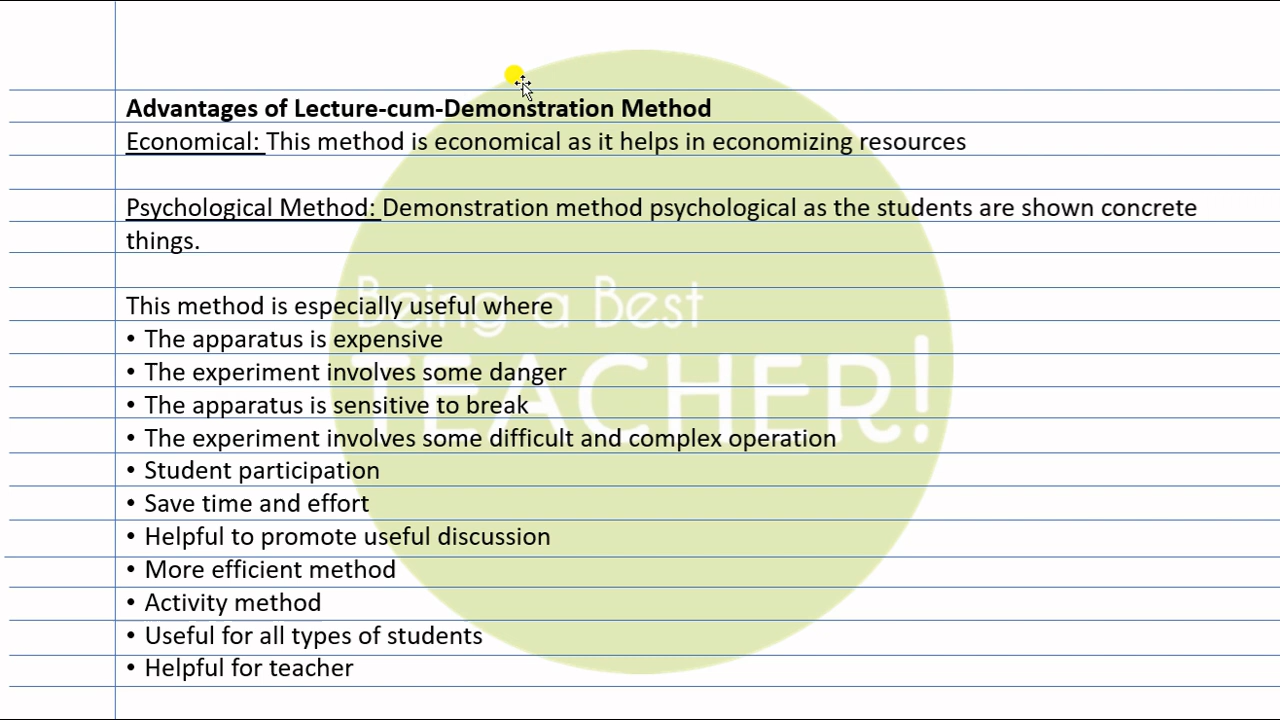 Advantages of Lecture-cum-Demonstration Method
Economical: This method is economical as it helps in economizing resources
Psychological Method: Demonstration method psychological as the students are shown concrete
things.
This method is especially useful where
• The apparatus is expensive
• The experiment involves some danger
• The apparatus is sensitive to break
• The experiment involves some difficult and complex operation
• Student participation
• Save time and effort
• Helpful to promote useful discussion
• More efficient method
• Activity method
• Useful for all types of students
• Helpful for teacher
Being a Best
TEACHER!